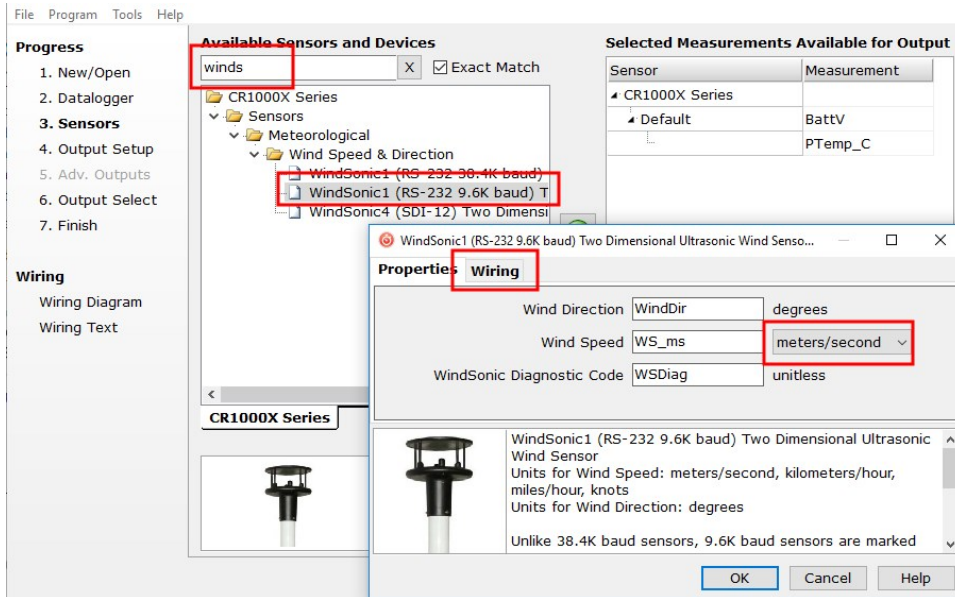 File Program Tools Help
Progress
1. New/Open
2. Datalogger
3. Sensors
4. Output Setup
5. Adv. Outputs
6. Output Select
7. Finish
Wiring
Wiring Diagram
Wiring Text
Available Sensors and Devices
winds X Exact Match
CR1000X Series
Sensors
Meteorological
Wind Speed & Direction
WindSonic1 (RS-232 38.4K baud)
WindSonic1 (RS-232 9.6K baud) T
WindSonic4 (SDI-12) Two Dimensi
CR1000X Series
Selected Measurements Available for Output
Sensor Measurement
CR1000X Series
Default BattV
PTemp_C
WindSonic1 (RS-232 9.6K baud) Two Dimensional Ultrasonic Wind Senso...
Properties Wiring
Wind Direction WindDir degrees
Wind Speed WS_ms meters/second
WindSonic Diagnostic Code WSDiag unitless
WindSonic1 (RS-232 9.6K baud) Two Dimensional Ultrasonic
Wind Sensor
Units for Wind Speed: meters/second, kilometers/hour,
miles/hour, knots
Units for Wind Direction: degrees
Unlike 38.4K baud sensors, 9.6K baud sensors are marked
OK Cancel Help